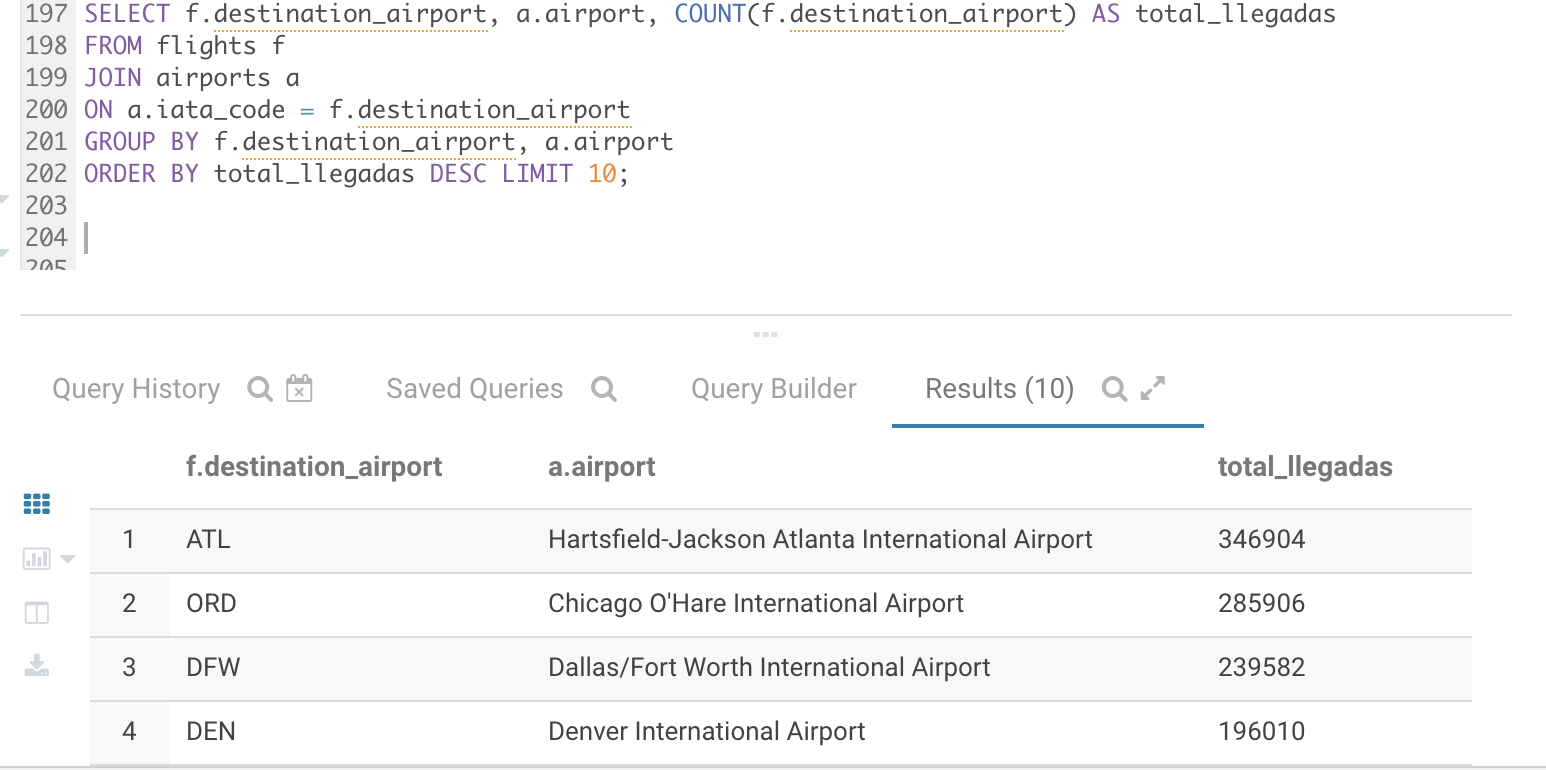 197 SELECT f.destination_airport, a.airport, COUNT(f.destination_airport) AS total_llegadas
198 FROM flights f
199 JOIN airports a
200 ON a.iata_code = f.destination_airport
201 GROUP BY f.destination_airport, a.airport
202 ORDER BY total_llegadas DESC LIMIT 10;
203
204
205
Query History Saved Queries Query Builder Results (10)
f.destination_airport a.airport total_llegadas
1 ATL Hartsfield-Jackson Atlanta International Airport 346904
2 ORD Chicago O'Hare International Airport 285906
3 DFW Dallas/Fort Worth International Airport 239582
4 DEN Denver International Airport 196010